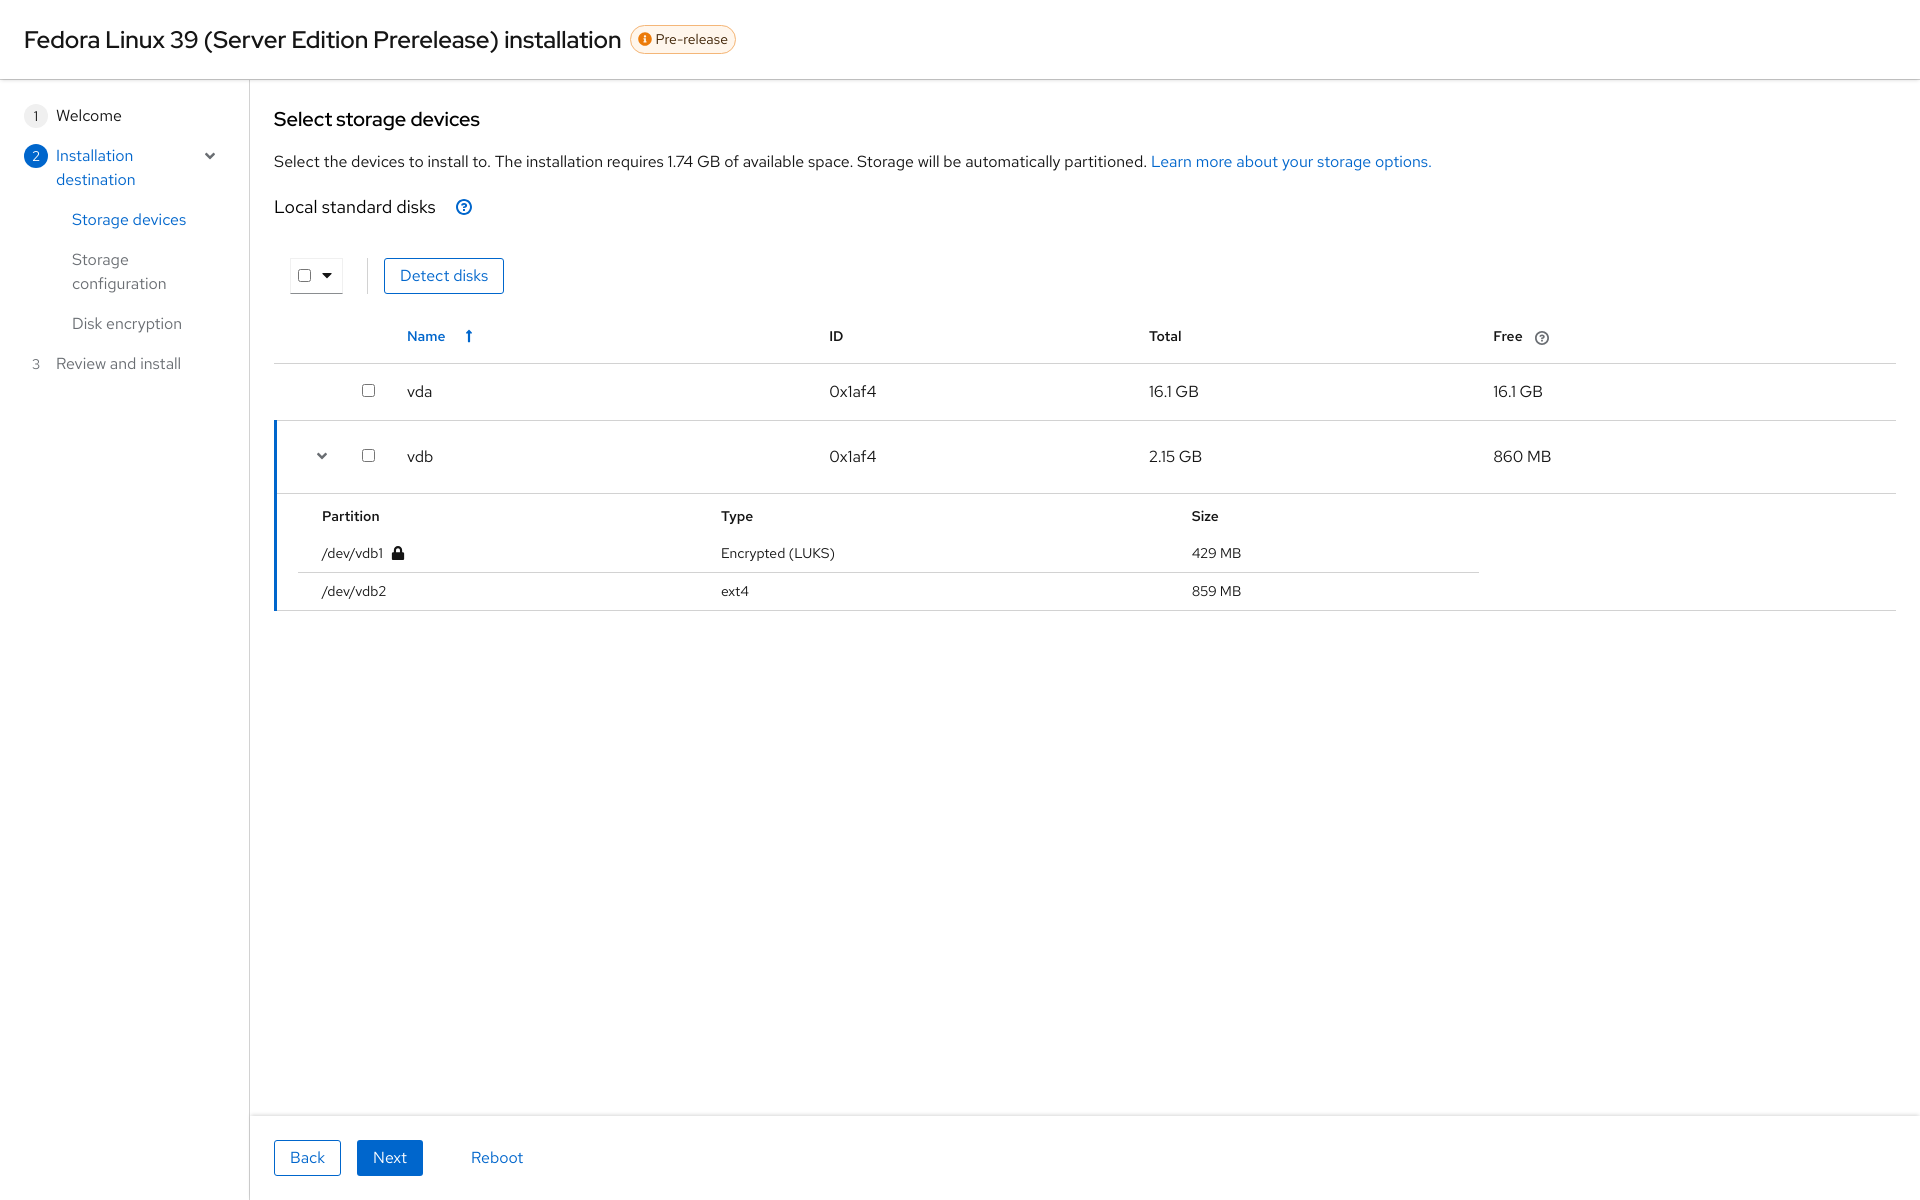 Fedora Linux 39 (Server Edition Prerelease) installation Pre-release
1 Welcome
2 Installation
destination
Storage devices
Storage
configuration
Disk encryption
3 Review and install
Select storage devices
Select the devices to install to. The installation requires 1.74 GB of available space. Storage will be automatically partitioned. Learn more about your storage options.
Local standard disks
Detect disks
Name ID Total Free
vda 0x1af4 16.1 GB 16.1 GB
vdb 0x1af4 2.15 GB 860 MB
Partition Type Size
/dev/vdb1 Encrypted (LUKS) 429 MB
/dev/vdb2 ext4 859 MB
Back Next Reboot